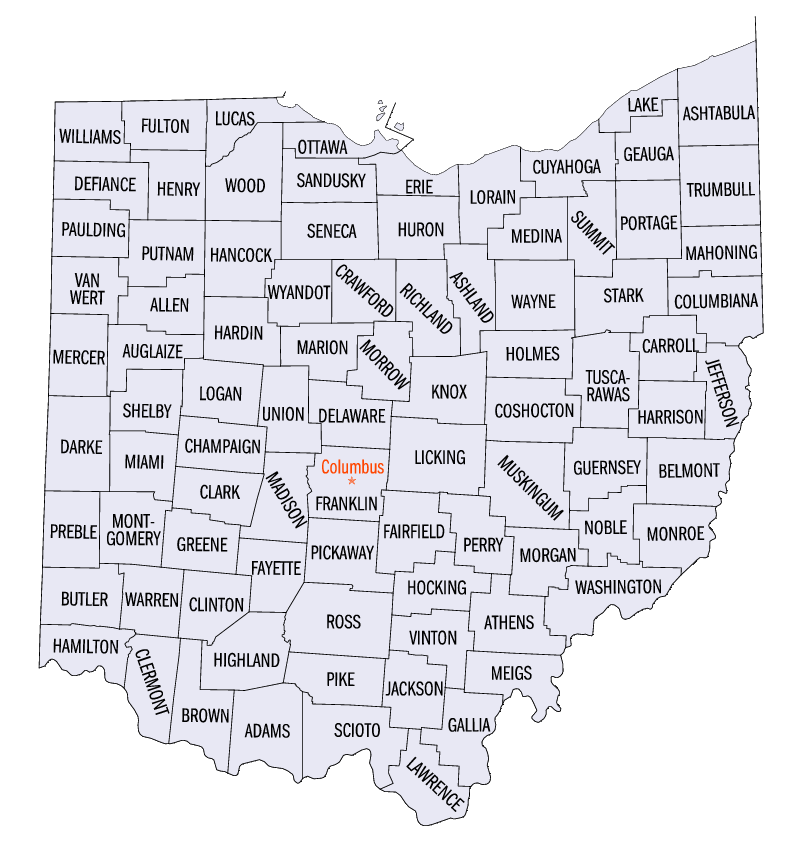 LAKE
ASHTABULA
LUCAS
FULTON
WILLIAMS
OTTAWA
GEAUGA
CUYAHOGA
SANDUSKY
ERIE
DEFIANCE
HENRY
WOOD
LORAIN
TRUMBULL
PAULDING
SENECA
HURON
MEDINA
SUMMIT
PORTAGE
PUTNAM
HANCOCK
MAHONING
VAN
WERT
WYANDOT
CRAWFORD
RICHLAND
ASHLAND
WAYNE
STARK
COLUMBIANA
ALLEN
HARDIN
MERCER
AUGLAIZE
MARION
MORROW
HOLMES
CARROLL
JEFFERSON
LOGAN
KNOX
TUSCA-
RAWAS
SHELBY
UNION
DELAWARE
COSHOCTON
HARRISON
DARKE
CHAMPAIGN
MIAMI
LICKING
GUERNSEY
BELMONT
Columbus
CLARK
MADISON
FRANKLIN
MUSKINGUM
PREBLE
MONT-
GOMERY
GREENE
PICKAWAY
FAIRFIELD
PERRY
NOBLE
MONROE
MORGAN
FAYETTE
HOCKING
WASHINGTON
BUTLER
WARREN
CLINTON
ROSS
ATHENS
VINTON
HAMILTON
CLERMONT
HIGHLAND
PIKE
JACKSON
MEIGS
BROWN
ADAMS
SCIOTO
GALLIA
LAWRENCE